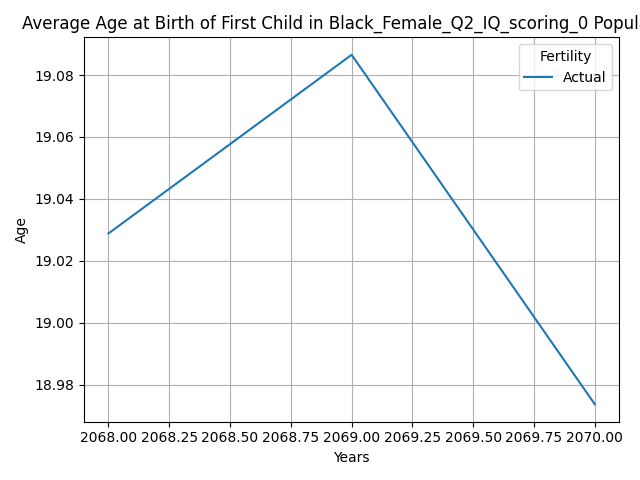 Average Age at Birth of First Child in Black_Female_Q2_IQ_scoring_0 Popula
Fertility
Actual
19.08
19.06
19.04
19.02
19.00
18.98
Age
2068.00 2068.25 2068.50 2068.75 2069.00 2069.25 2069.50 2069.75 2070.00
Years